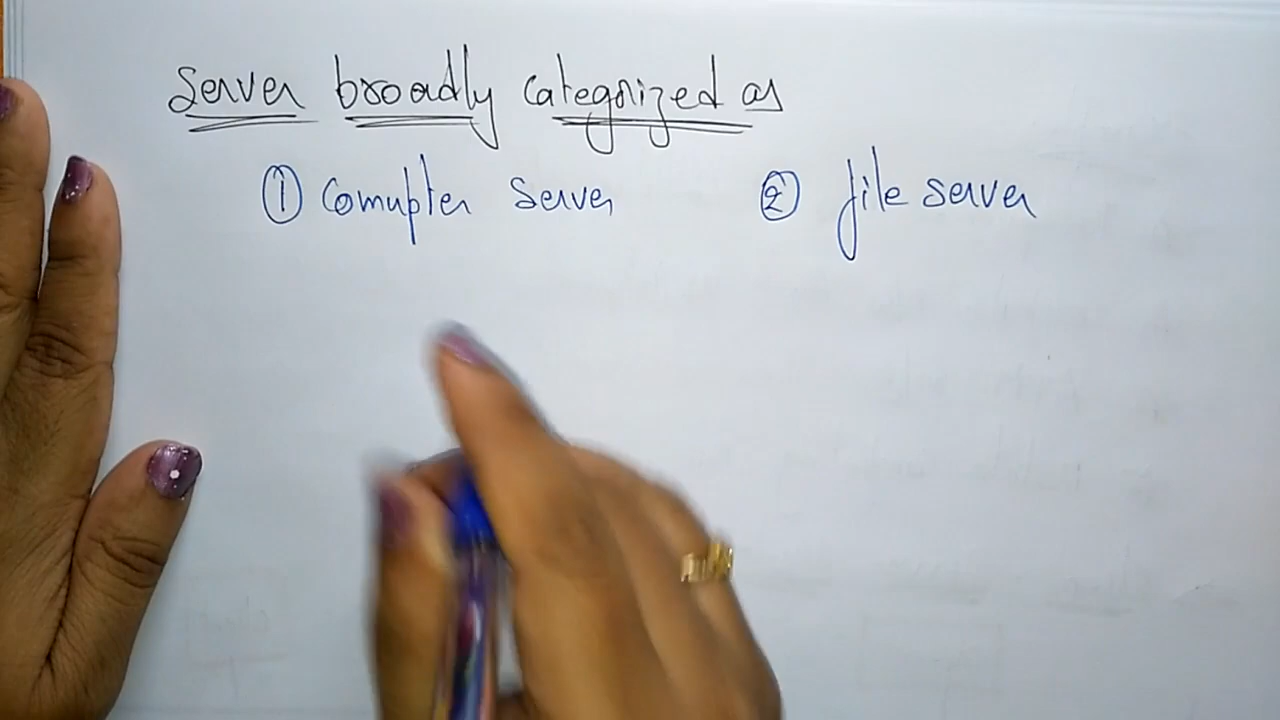 Server broadly categorized as
① Comupter Server ② file server